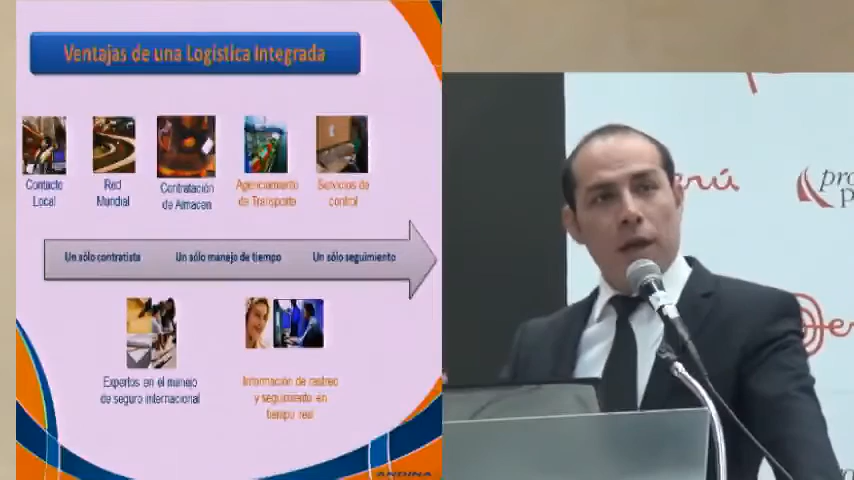 Ventajas de una Logística Integrada
Contacto
Local
Red
Mundial
Contratación
de Almacen
Agenciamiento
de Transporte
Servicios de
control
Un sólo contratista
Un sólo manejo de tiempo
Un sólo seguimiento
Expertos en el manejo
de seguro internacional
Información de rastreo
y seguimiento en
tiempo real
ANDINA
Perú